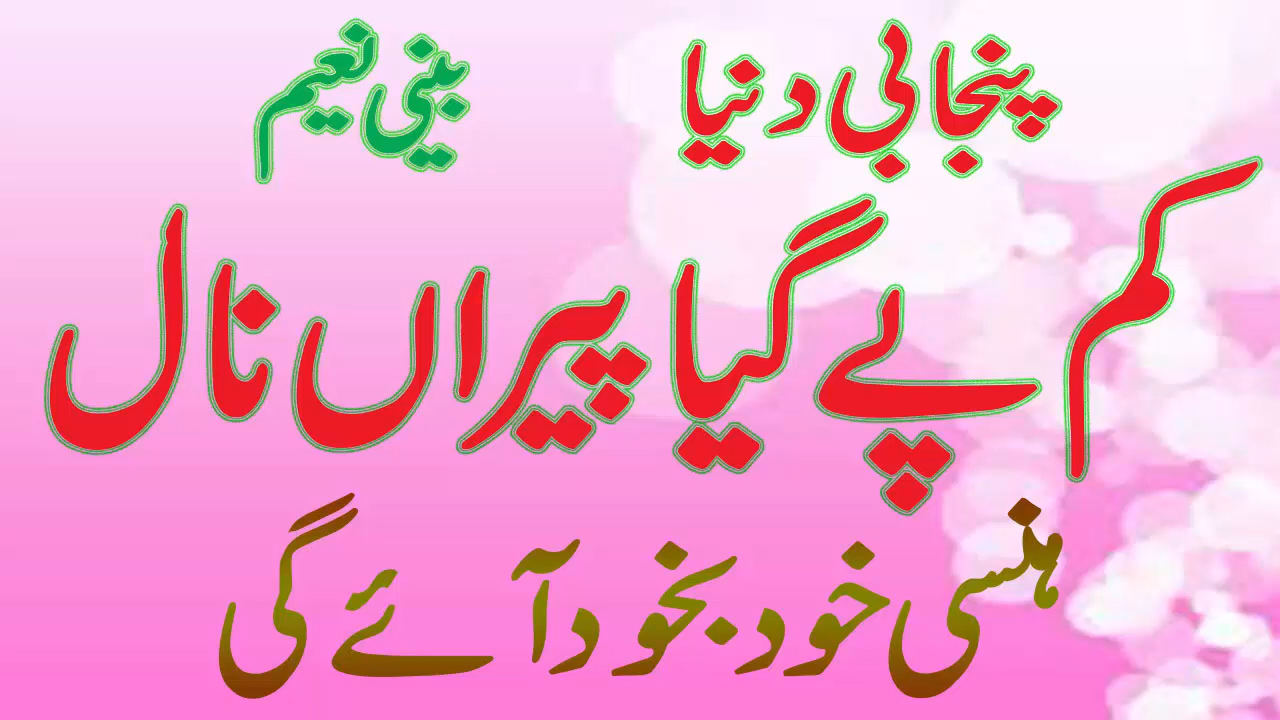 پنجابی دنیا بینی نعیم
کم پے گیا پیراں نال
ہنسی خود بخود آئے گی